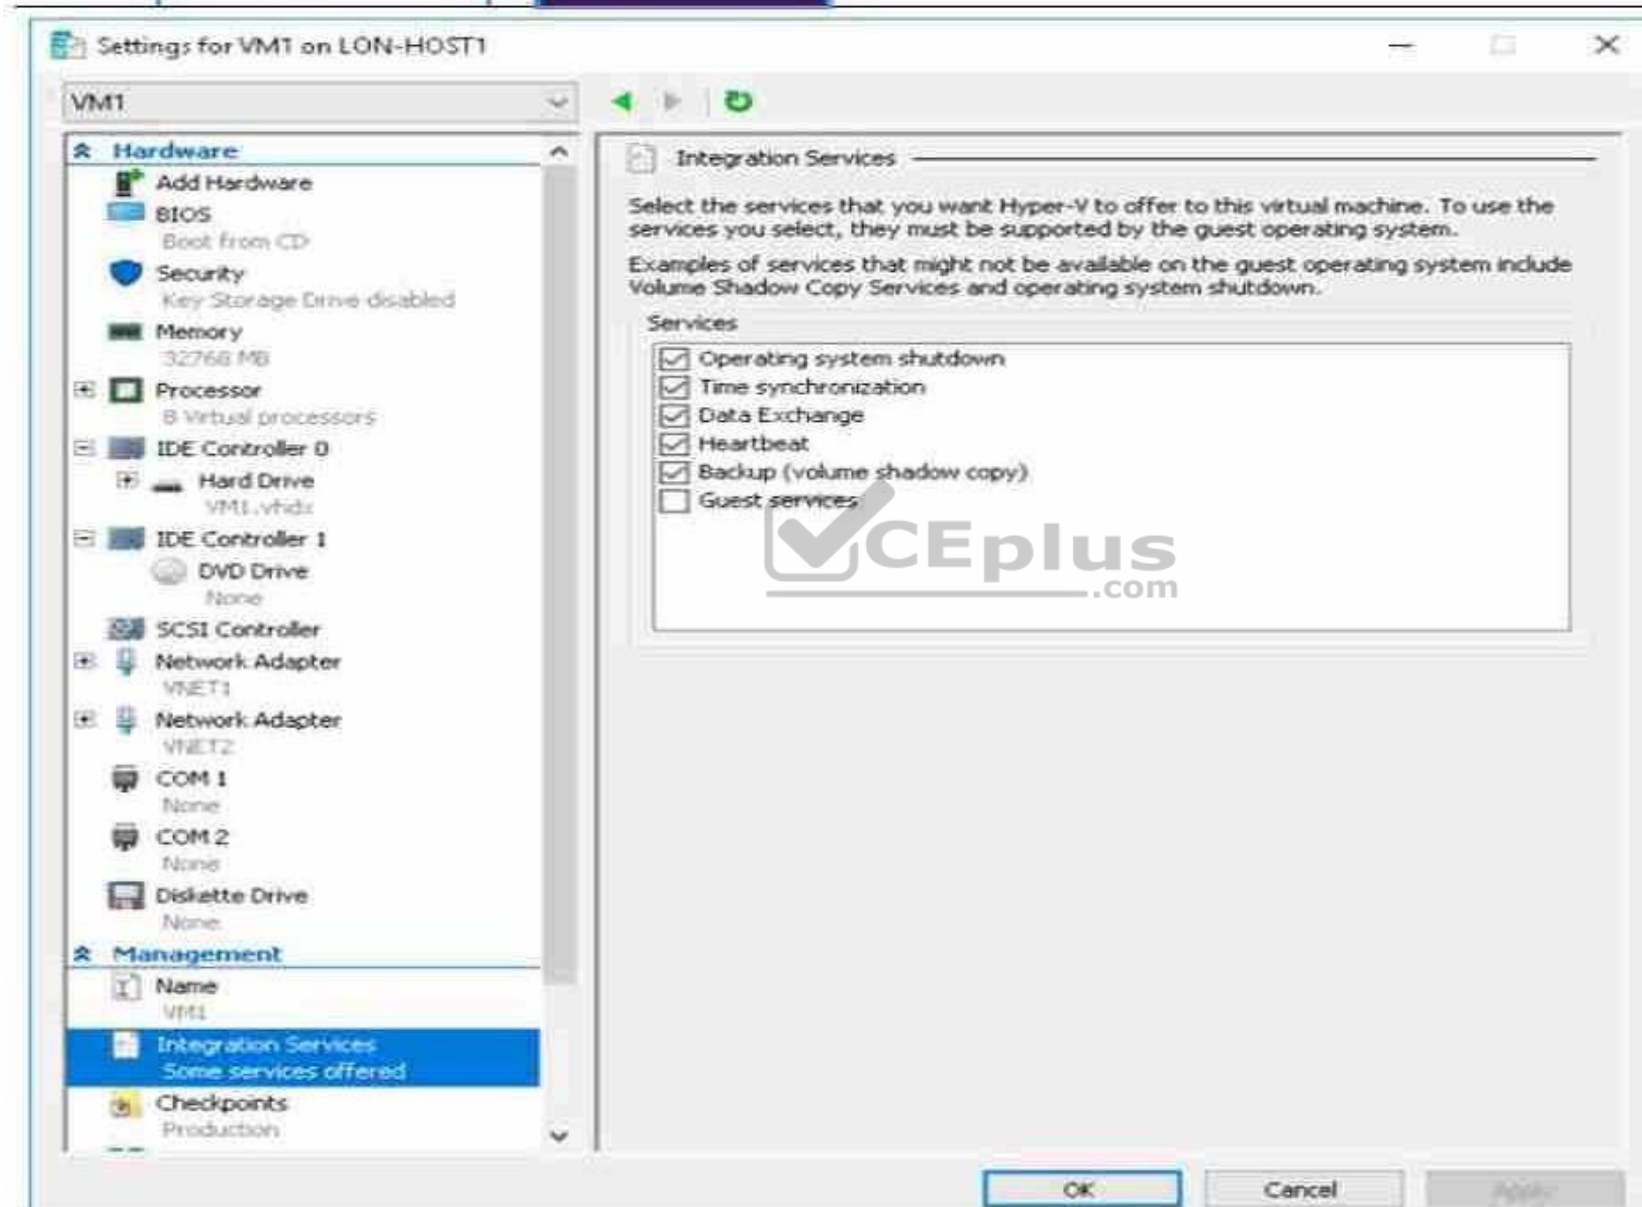 Settings for VM1 on LON-HOST1
VM1
Hardware
Add Hardware
BIOS
Boot from CD
Security
Key Storage Drive disabled
Memory
32768 MB
Processor
8 Virtual processors
IDE Controller 0
Hard Drive
VM1.vhdx
IDE Controller 1
DVD Drive
None
SCSI Controller
Network Adapter
VNET1
Network Adapter
VNET2
COM 1
None
COM 2
None
Diskette Drive
None
Management
Name
VM1
Integration Services
Some services offered
Checkpoints
Production
Integration Services
Select the services that you want Hyper-V to offer to this virtual machine. To use the
services you select, they must be supported by the guest operating system.
Examples of services that might not be available on the guest operating system include
Volume Shadow Copy Services and operating system shutdown.
Services
Operating system shutdown
Time synchronization
Data Exchange
Heartbeat
Backup (volume shadow copy)
Guest services
CEplus
.com
OK
Cancel
Apply